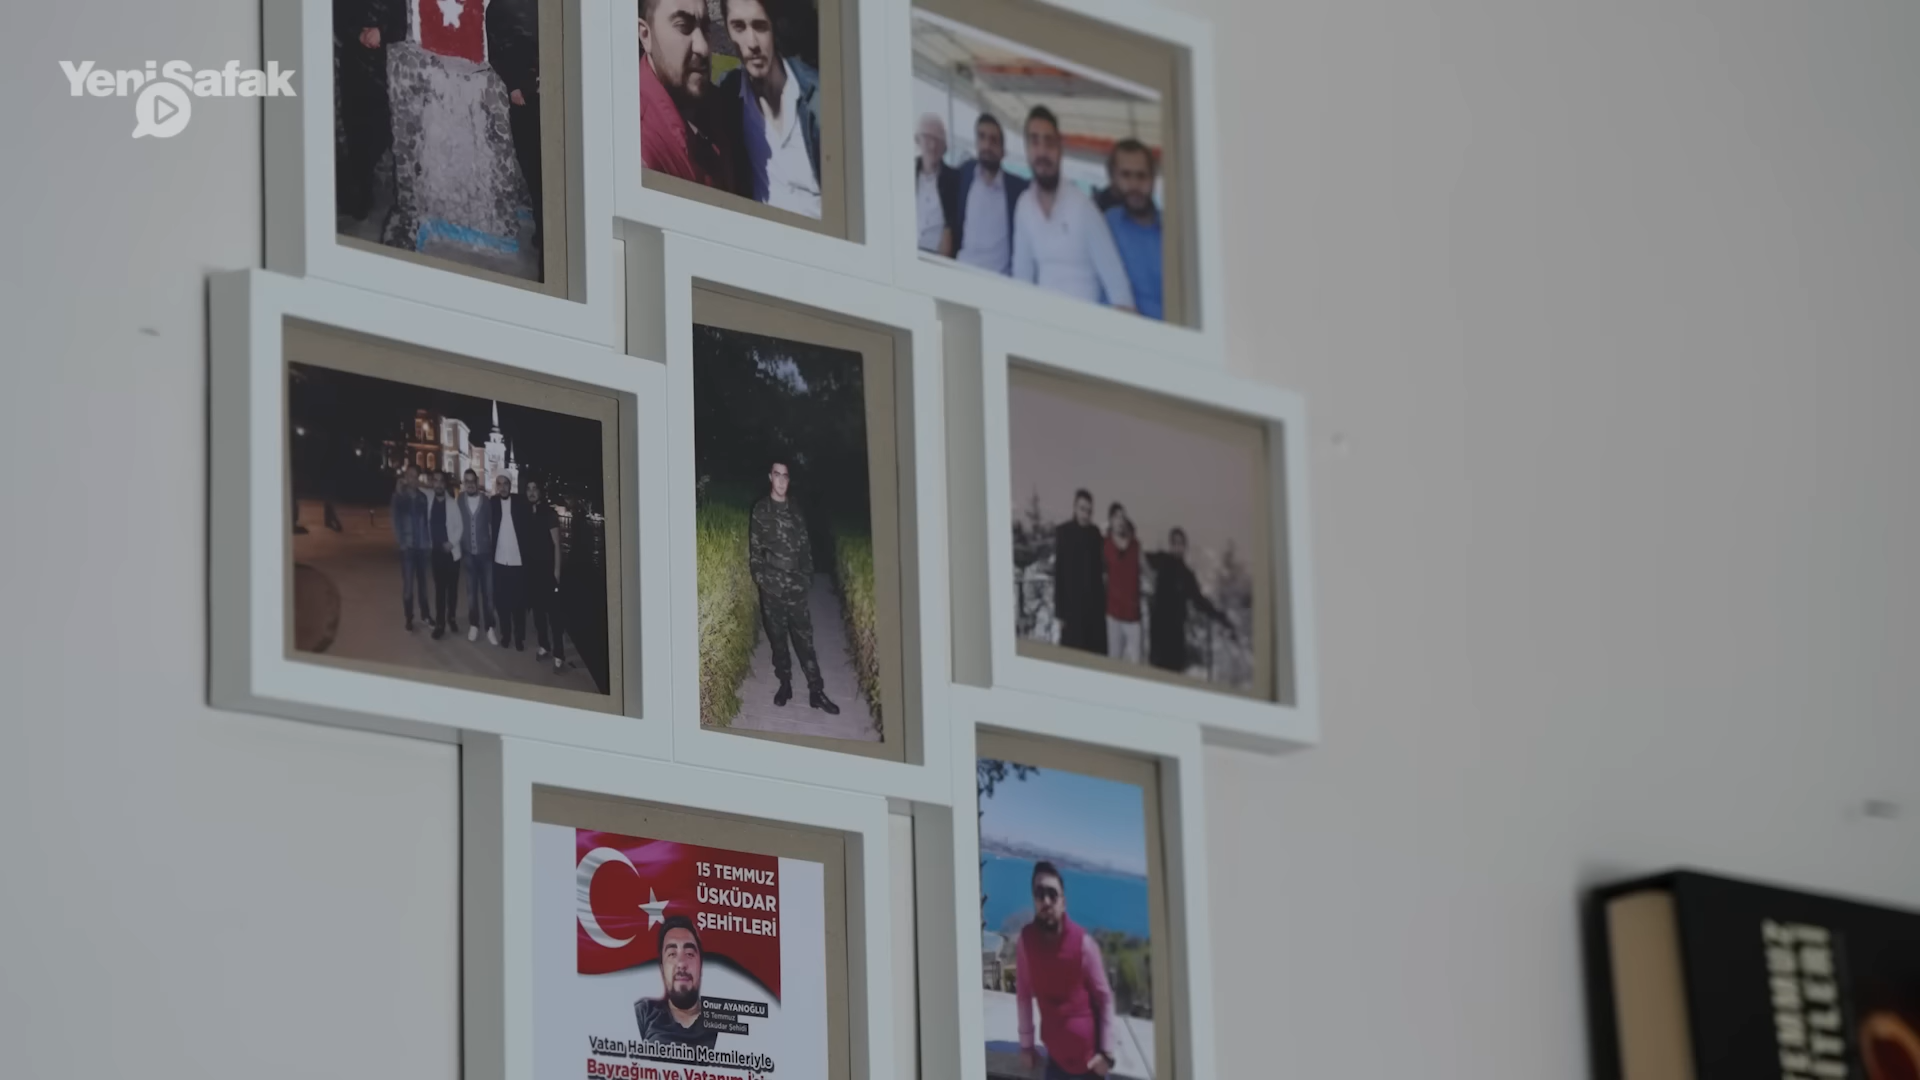 Yeni Şafak
15 TEMMUZ
ÜSKÜDAR
ŞEHİTLERİ
Onur AYANOĞLU
15 Temmuz
Üsküdar Şehidi
Vatan Hainlerinin Mermileriyle
Bayrağım ve Vatanım İçin